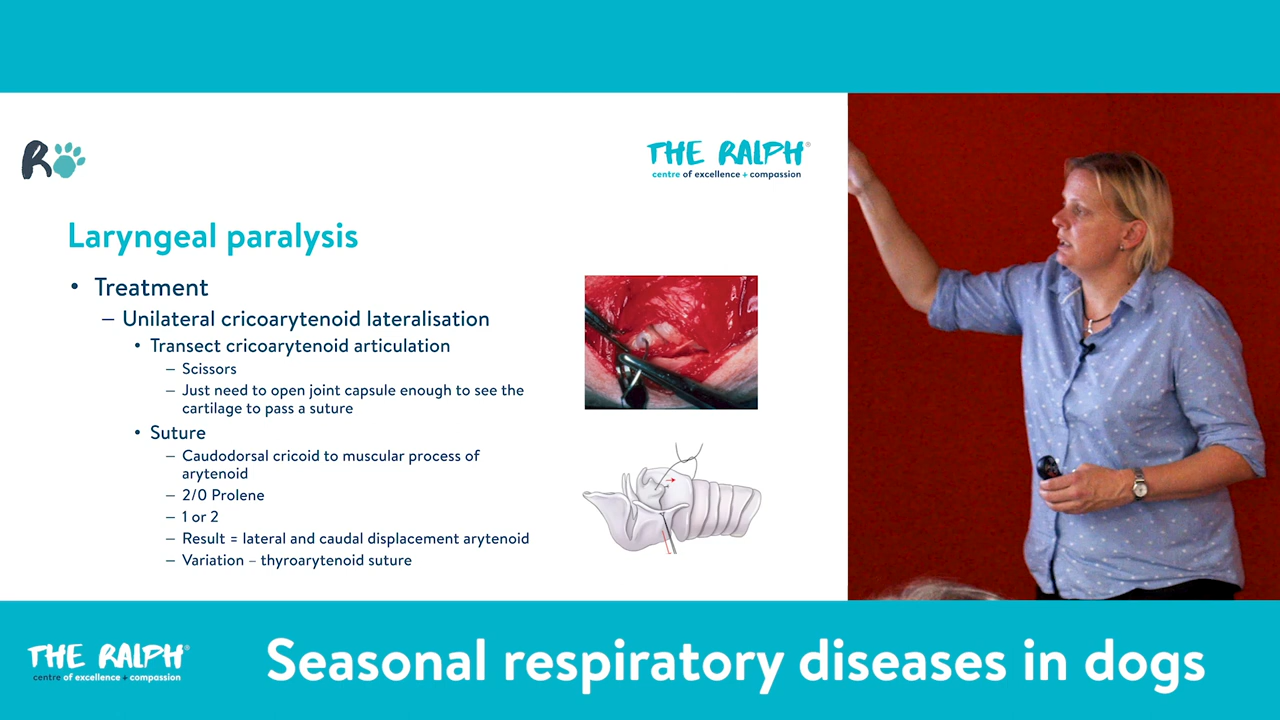 R
THE RALPH®
centre of excellence + compassion
Laryngeal paralysis
• Treatment
– Unilateral cricoarytenoid lateralisation
• Transect cricoarytenoid articulation
– Scissors
– Just need to open joint capsule enough to see the
cartilage to pass a suture
• Suture
– Caudodorsal cricoid to muscular process of
arytenoid
– 2/0 Prolene
– 1 or 2
– Result = lateral and caudal displacement arytenoid
– Variation – thyroarytenoid suture
THE RALPH®
centre of excellence + compassion
Seasonal respiratory diseases in dogs